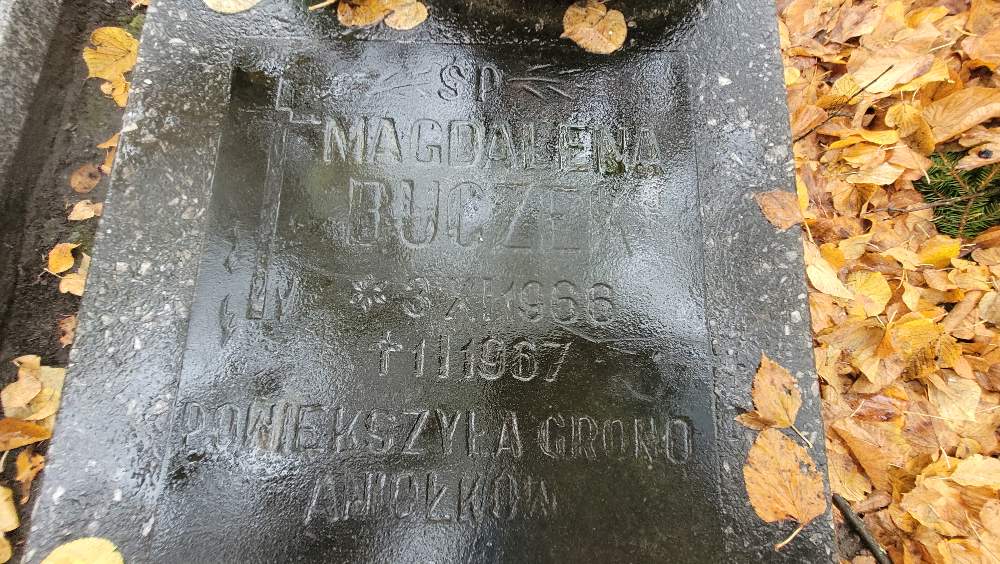 ŚP
MAGDALENA
BUCZEK
* 3 XI 1966
✝ 1 I 1967
POWIĘKSZYŁA GRONO
ANIOŁKÓW